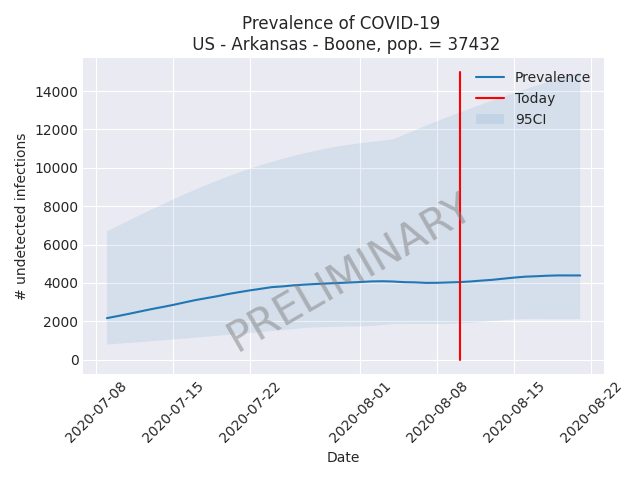 Prevalence of COVID-19
US - Arkansas - Boone, pop. = 37432
Prevalence
Today
95CI
14000
12000
10000
8000
6000
4000
2000
0
# undetected infections
PRELIMINARY
2020-07-08
2020-07-15
2020-07-22
2020-08-01
2020-08-08
2020-08-15
2020-08-22
Date